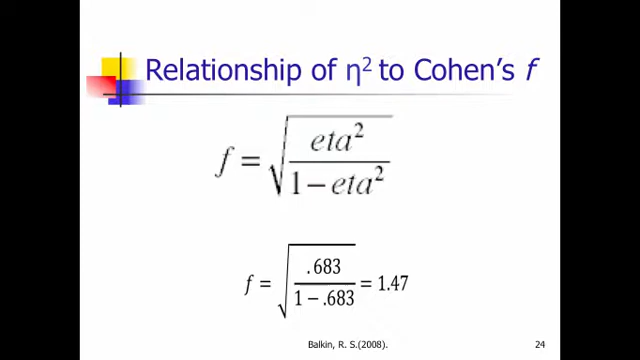 Relationship of η² to Cohen's f
f = √(eta² / 1 − eta²)
f = √(.683 / 1 − .683) = 1.47
Balkin, R. S.(2008).
24